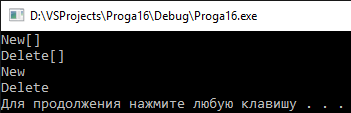 D:\VSProjects\Proga16\Debug\Proga16.exe
New[]
Delete[]
New
Delete
Для продолжения нажмите любую клавишу . . .